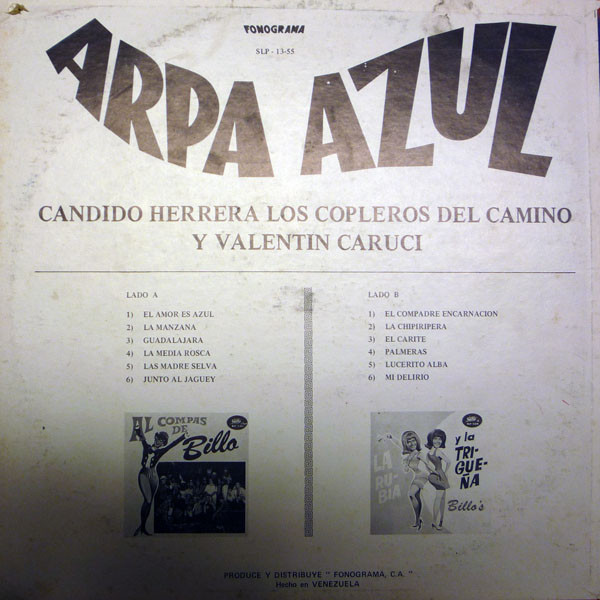 FONOGRAMA
SLP - 13-55
ARPA AZUL
CANDIDO HERRERA LOS COPLEROS DEL CAMINO
Y VALENTIN CARUCI
LADO A
1) EL AMOR ES AZUL
2) LA MANZANA
3) GUADALAJARA
4) LA MEDIA ROSCA
5) LAS MADRE SELVA
6) JUNTO AL JAGUEY
LADO B
1) EL COMPADRE ENCARNACION
2) LA CHIPIRIPERA
3) EL CARITE
4) PALMERAS
5) LUCERITO ALBA
6) MI DELIRIO
AL COMPAS
DE
Billo
LA
RU-
BIA
y la
TRI-
GUE-
ÑA
Billo's
PRODUCE Y DISTRIBUYE " FONOGRAMA, C.A. "
Hecho en VENEZUELA